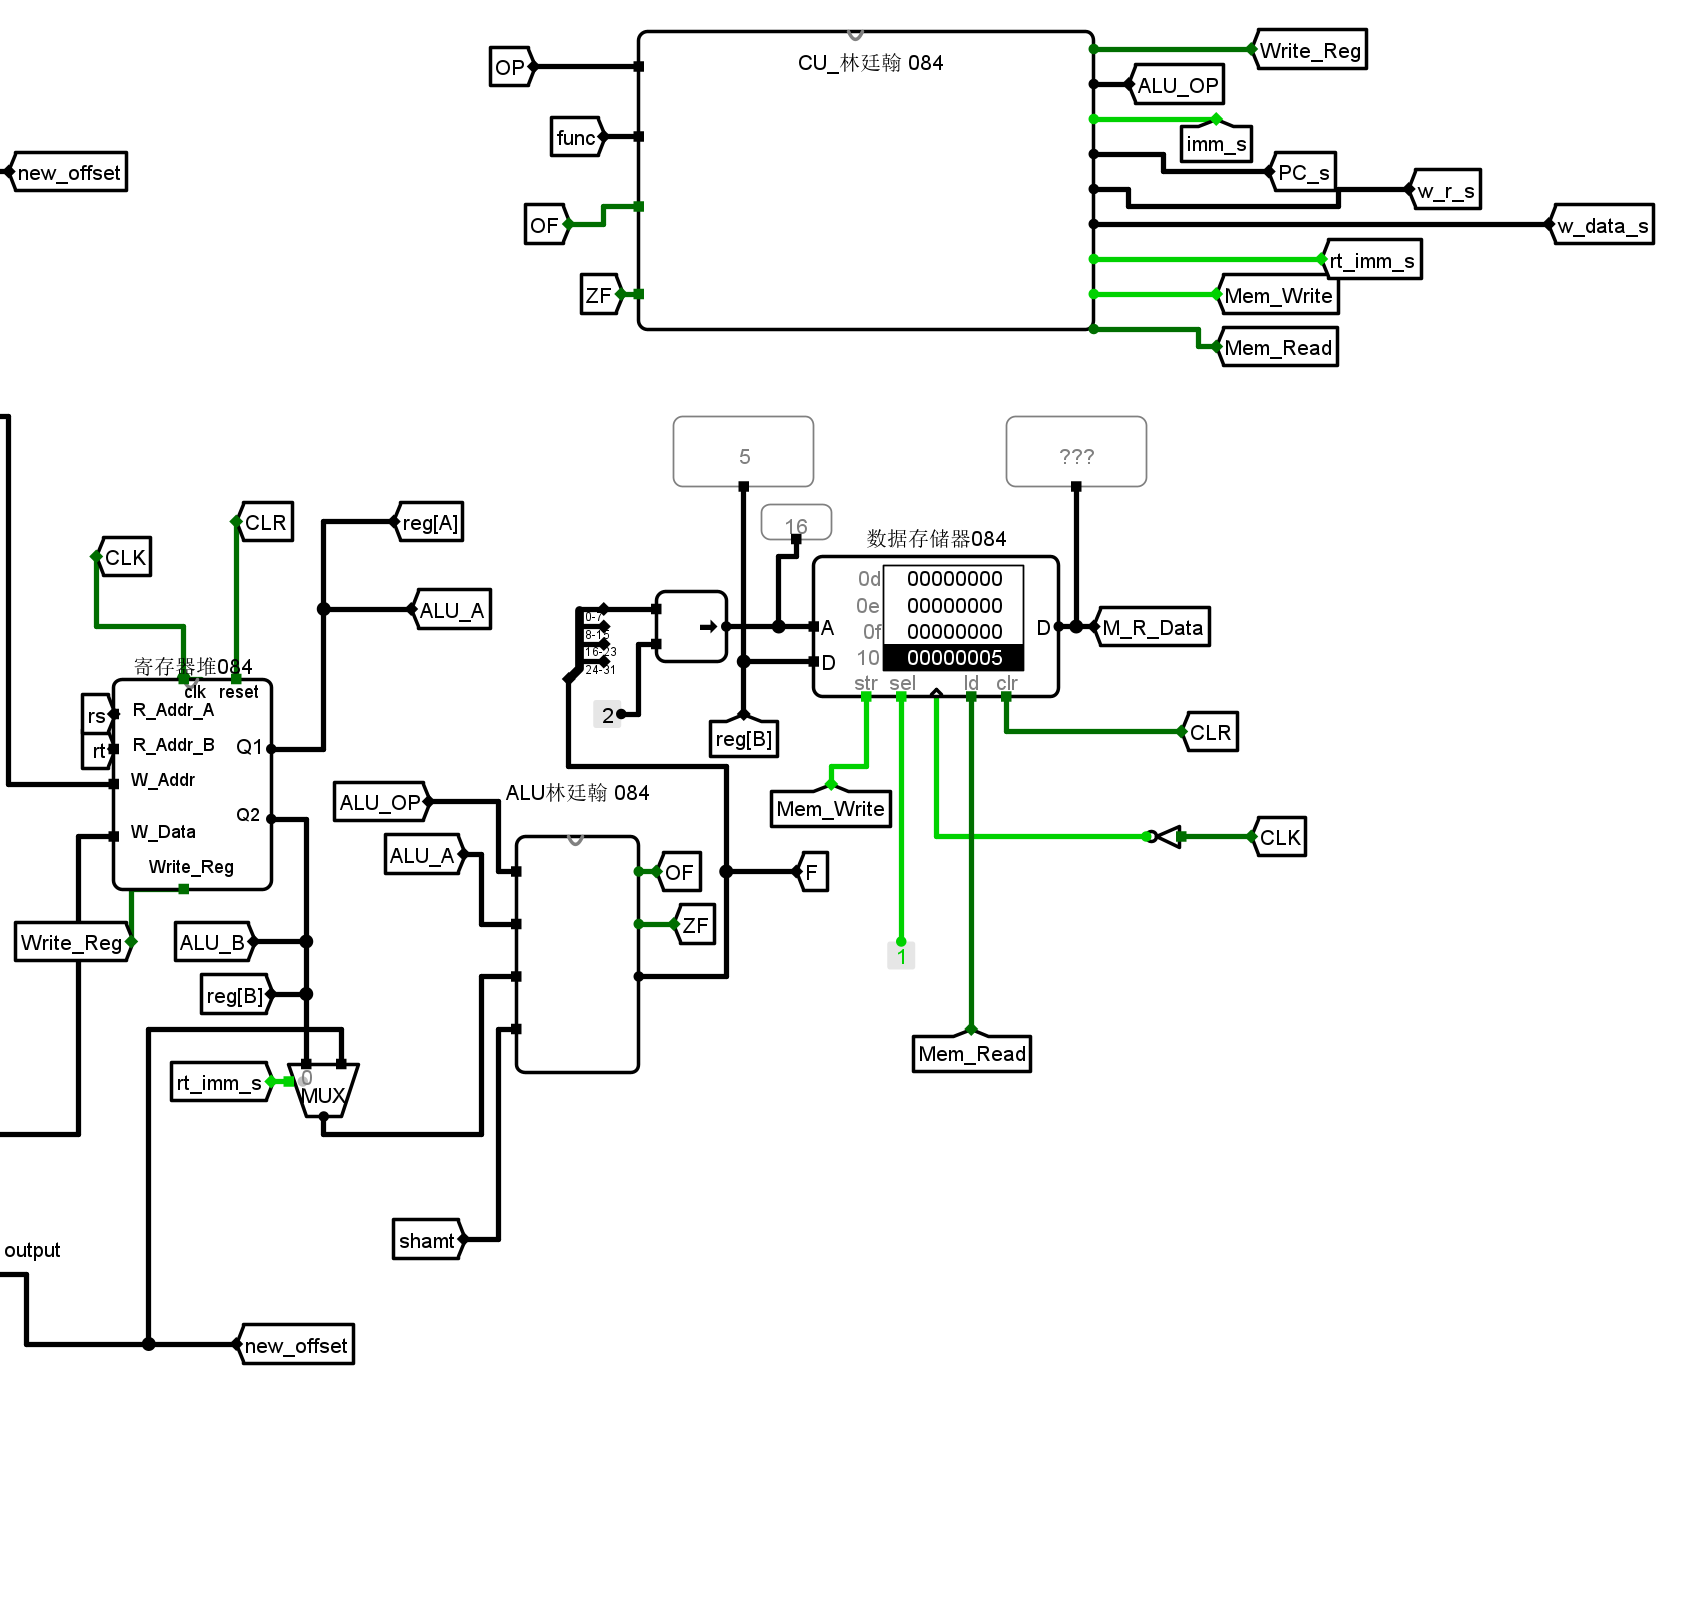 CU_林廷翰 084
OP
func
OF
ZF
Write_Reg
ALU_OP
imm_s
PC_s
w_r_s
w_data_s
rt_imm_s
Mem_Write
Mem_Read
new_offset
5
???
16
数据存储器084
0d 00000000
0e 00000000
0f 00000000
10 00000005
A
D
D
str sel ld clr
M_R_Data
CLR
CLK
reg[A]
ALU_A
CLR
CLK
寄存器堆084
clk reset
rs
rt
R_Addr_A
R_Addr_B
W_Addr
W_Data
Write_Reg
Q1
Q2
0-7
8-15
16-23
24-31
2
reg[B]
Mem_Write
1
Mem_Read
ALU林廷翰 084
ALU_OP
ALU_A
OF
ZF
F
Write_Reg
ALU_B
reg[B]
rt_imm_s
0
MUX
shamt
output
new_offset